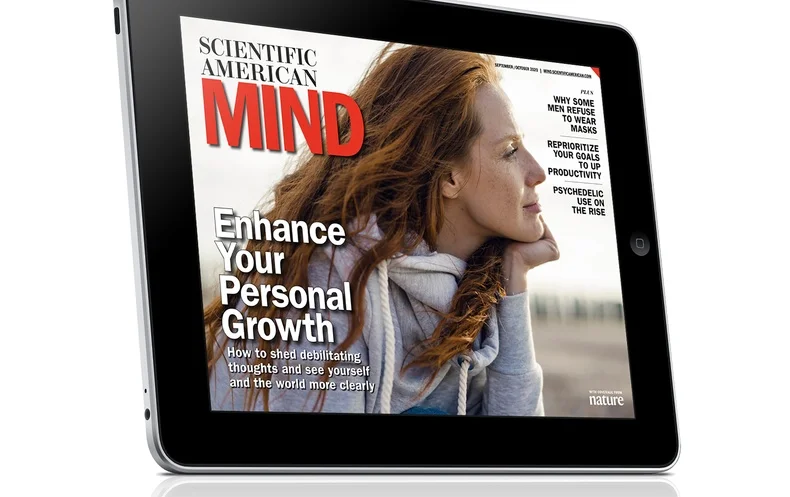 SCIENTIFIC
AMERICAN
MIND
SEPTEMBER/OCTOBER 2020 | MIND.SCIENTIFICAMERICAN.COM
PLUS
WHY SOME
MEN REFUSE
TO WEAR
MASKS
REPRIORITIZE
YOUR GOALS
TO UP
PRODUCTIVITY
PSYCHEDELIC
USE ON
THE RISE
Enhance
Your
Personal
Growth
How to shed debilitating
thoughts and see yourself
and the world more clearly
WITH COVERAGE FROM
nature